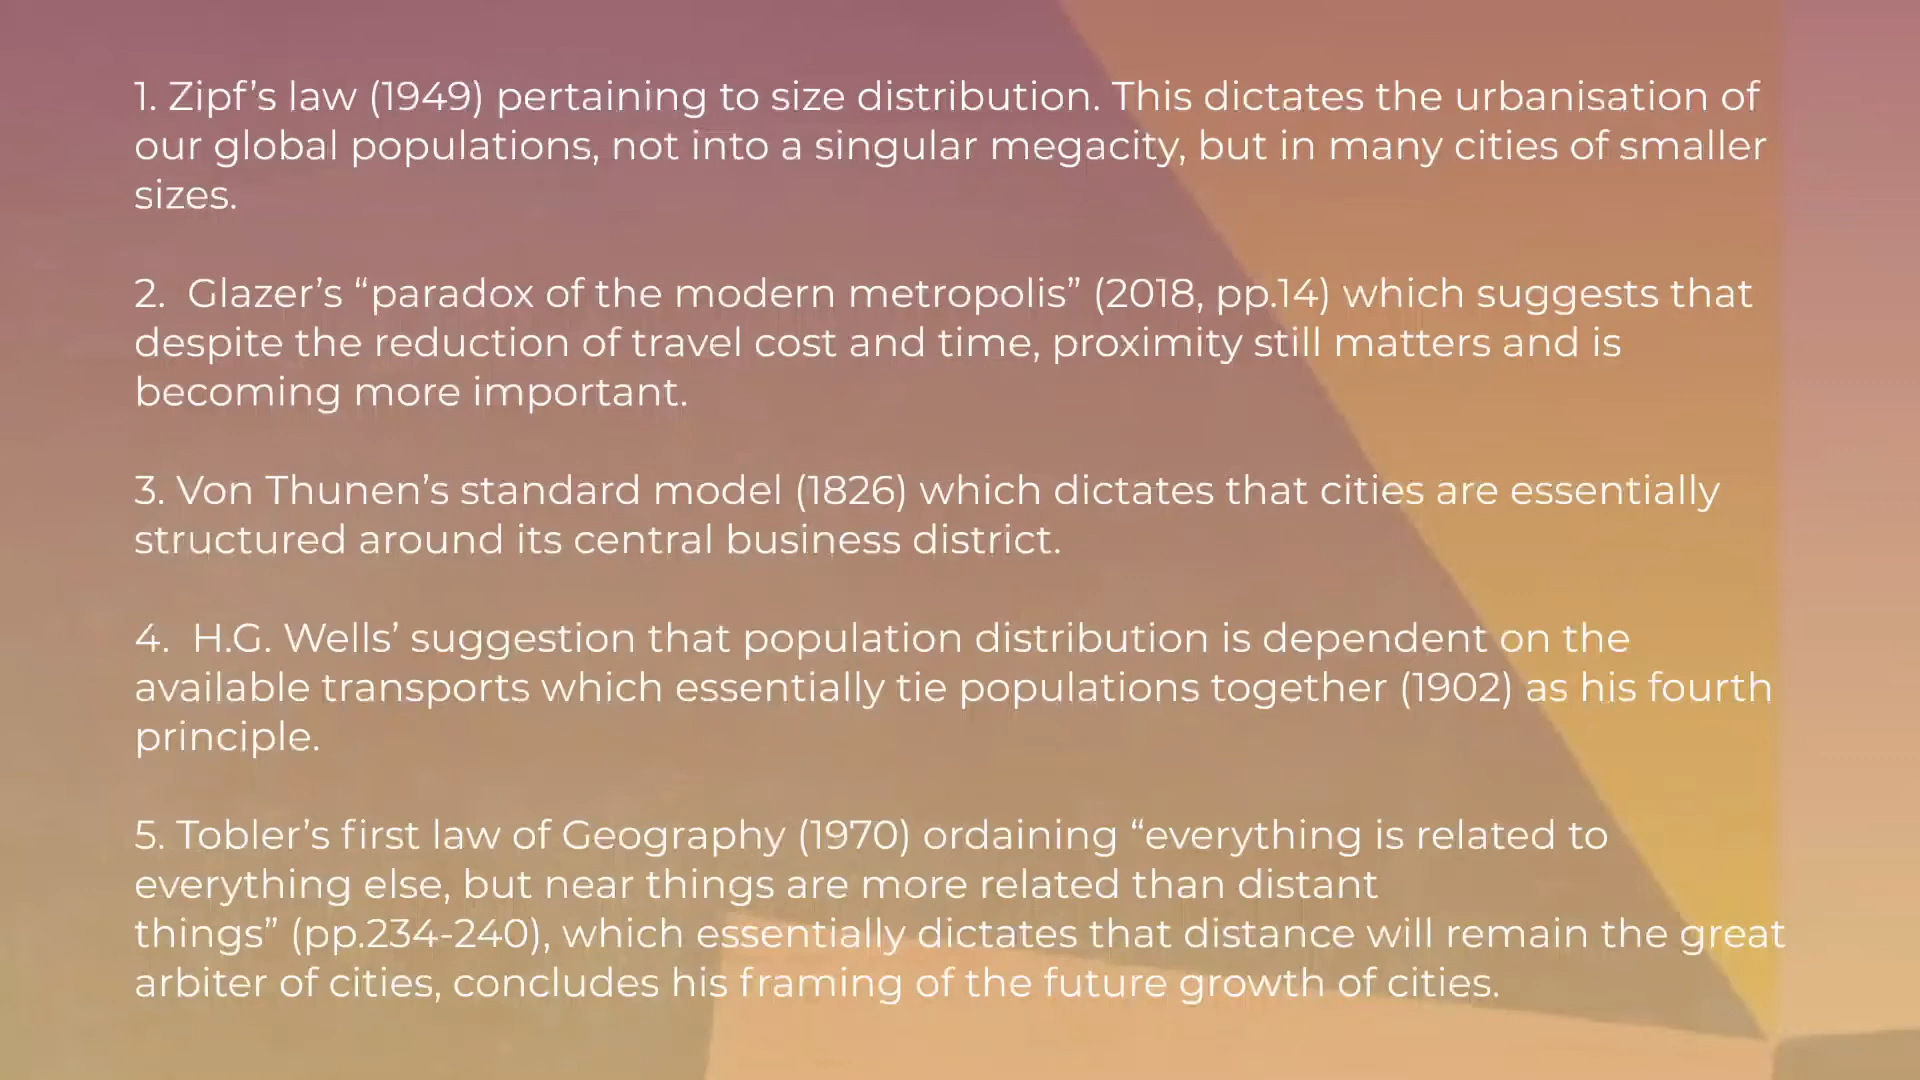 1. Zipf’s law (1949) pertaining to size distribution. This dictates the urbanisation of
our global populations, not into a singular megacity, but in many cities of smaller
sizes.
2. Glazer’s “paradox of the modern metropolis” (2018, pp.14) which suggests that
despite the reduction of travel cost and time, proximity still matters and is
becoming more important.
3. Von Thunen’s standard model (1826) which dictates that cities are essentially
structured around its central business district.
4. H.G. Wells’ suggestion that population distribution is dependent on the
available transports which essentially tie populations together (1902) as his fourth
principle.
5. Tobler’s first law of Geography (1970) ordaining “everything is related to
everything else, but near things are more related than distant
things” (pp.234-240), which essentially dictates that distance will remain the great
arbiter of cities, concludes his framing of the future growth of cities.